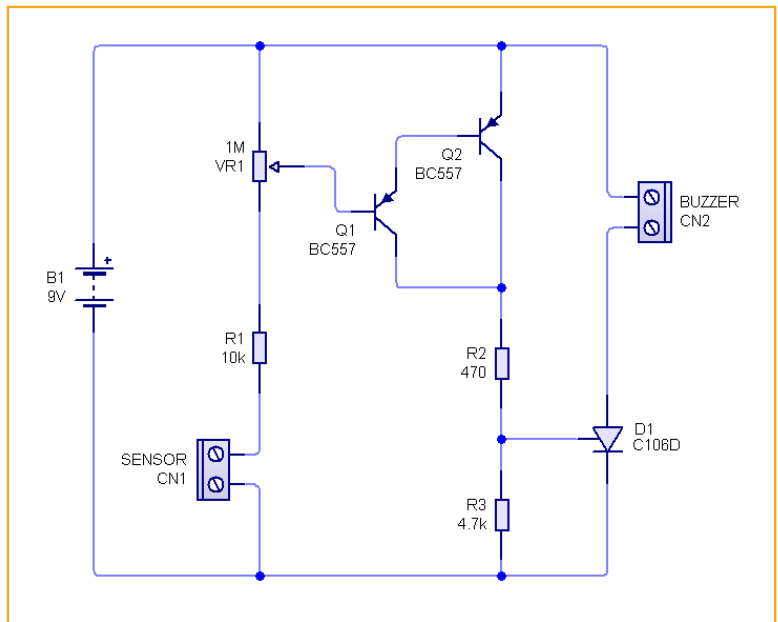 1M
VR1
Q2
BC557
Q1
BC557
BUZZER
CN2
+
B1
9V
R1
10k
R2
470
D1
C106D
SENSOR
CN1
R3
4.7k